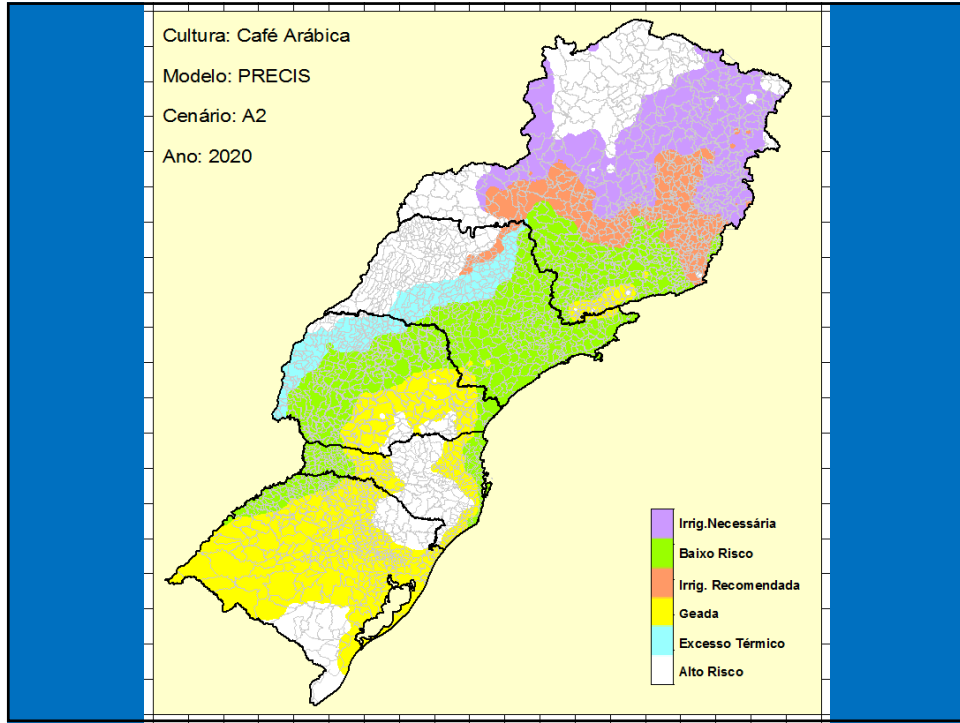 Cultura: Café Arábica
Modelo: PRECIS
Cenário: A2
Ano: 2020
Irrig.Necessária
Baixo Risco
Irrig. Recomendada
Geada
Excesso Térmico
Alto Risco